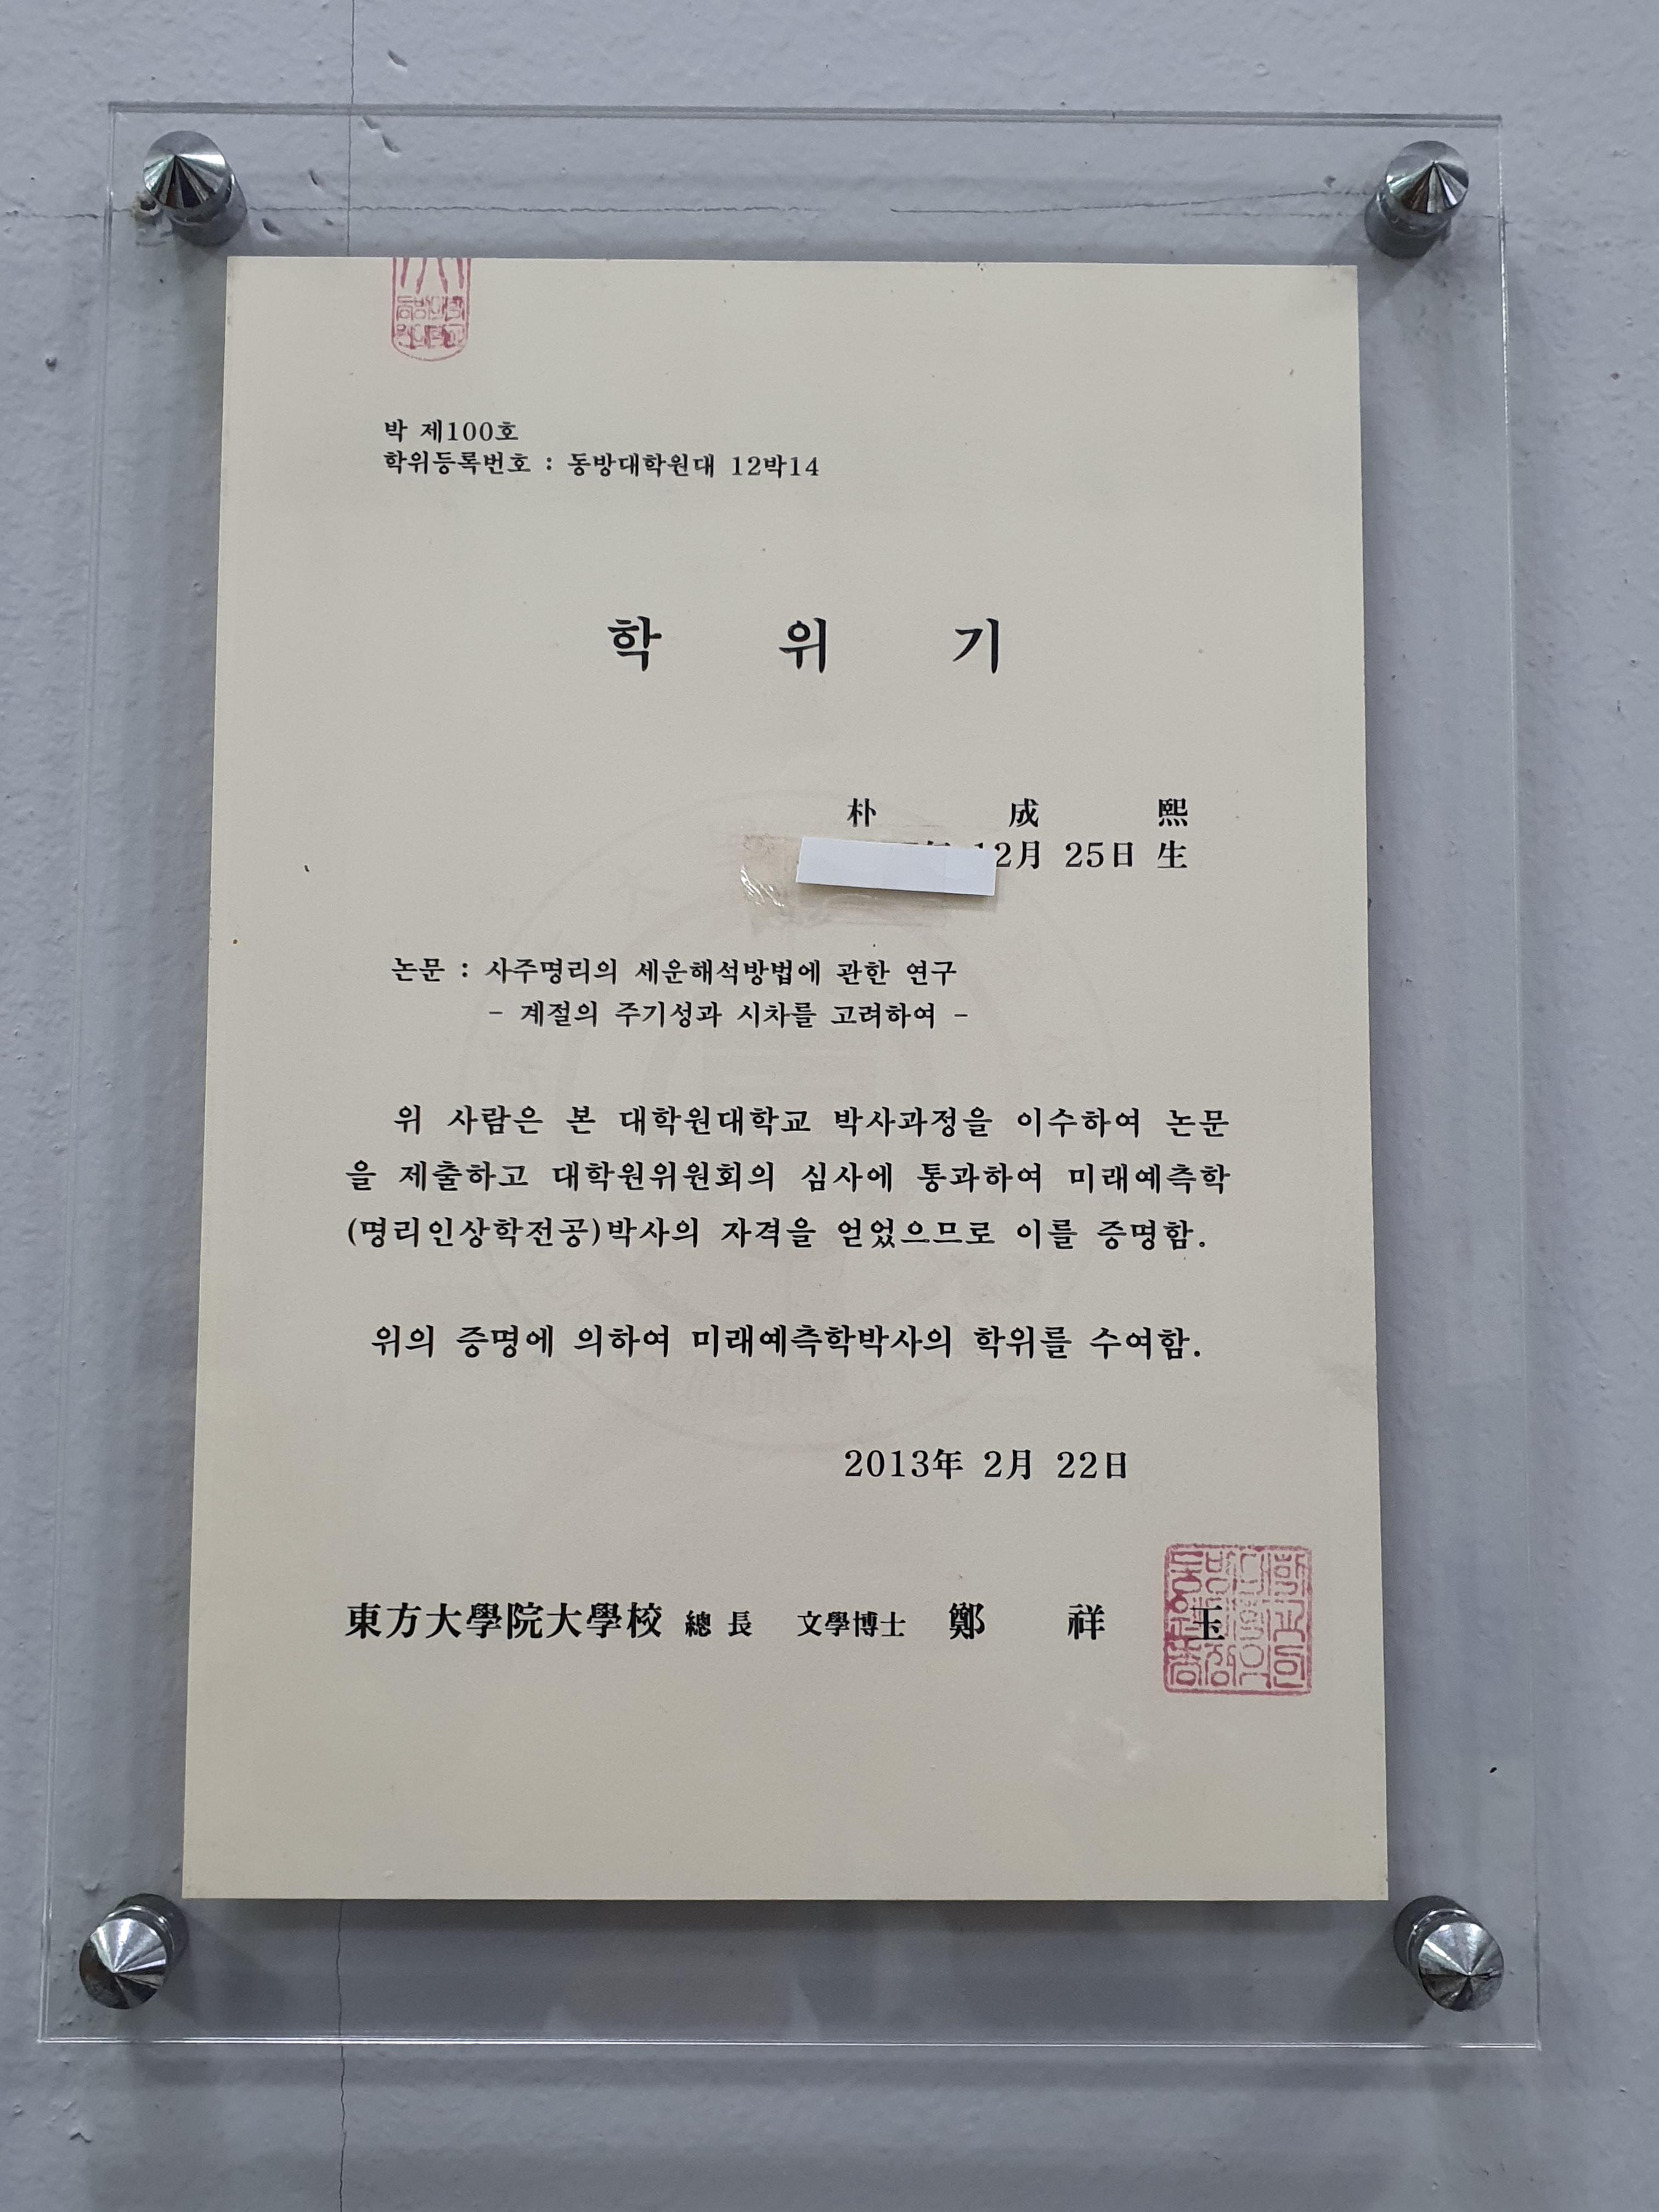 박 제100호
학위등록번호 : 동방대학원대 12박14
학 위 기
朴 成 熙
12月 25日 生
논문 : 사주명리의 세운해석방법에 관한 연구
- 계절의 주기성과 시차를 고려하여 -
위 사람은 본 대학원대학교 박사과정을 이수하여 논문
을 제출하고 대학원위원회의 심사에 통과하여 미래예측학
(명리인상학전공)박사의 자격을 얻었으므로 이를 증명함.
위의 증명에 의하여 미래예측학박사의 학위를 수여함.
2013年 2月 22日
東方大學院大學校 總 長 文學博士 鄭 祥 玉